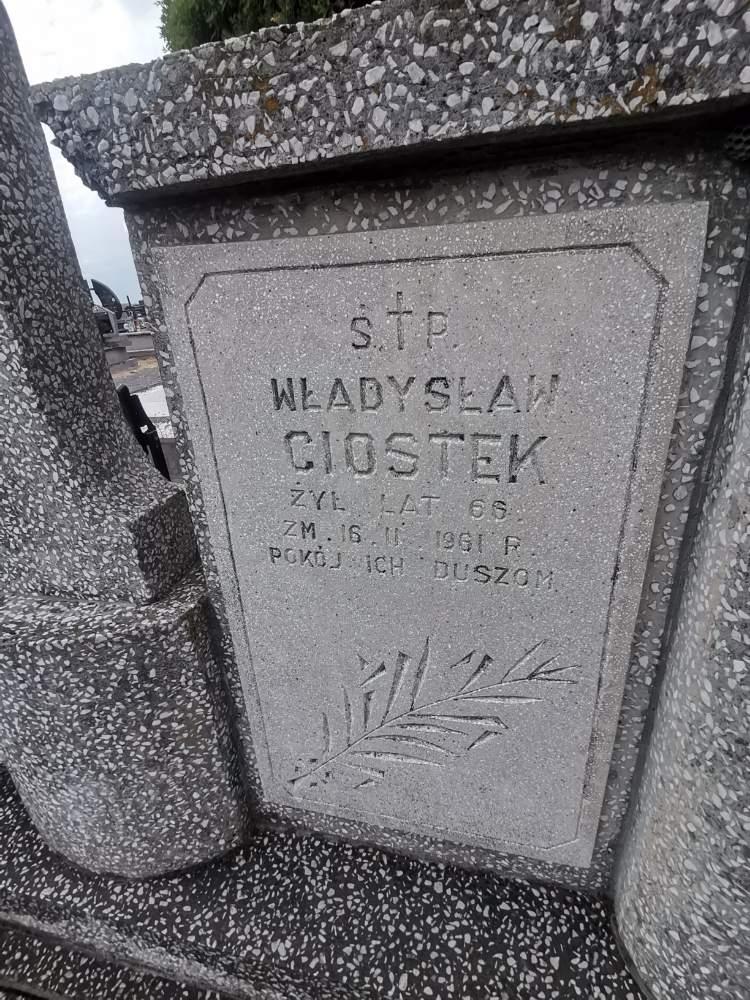 Ś.†P.
WŁADYSŁAW
CIOSTEK
ŻYŁ LAT 66.
ZM. 16.II 1961 R.
POKÓJ ICH DUSZOM